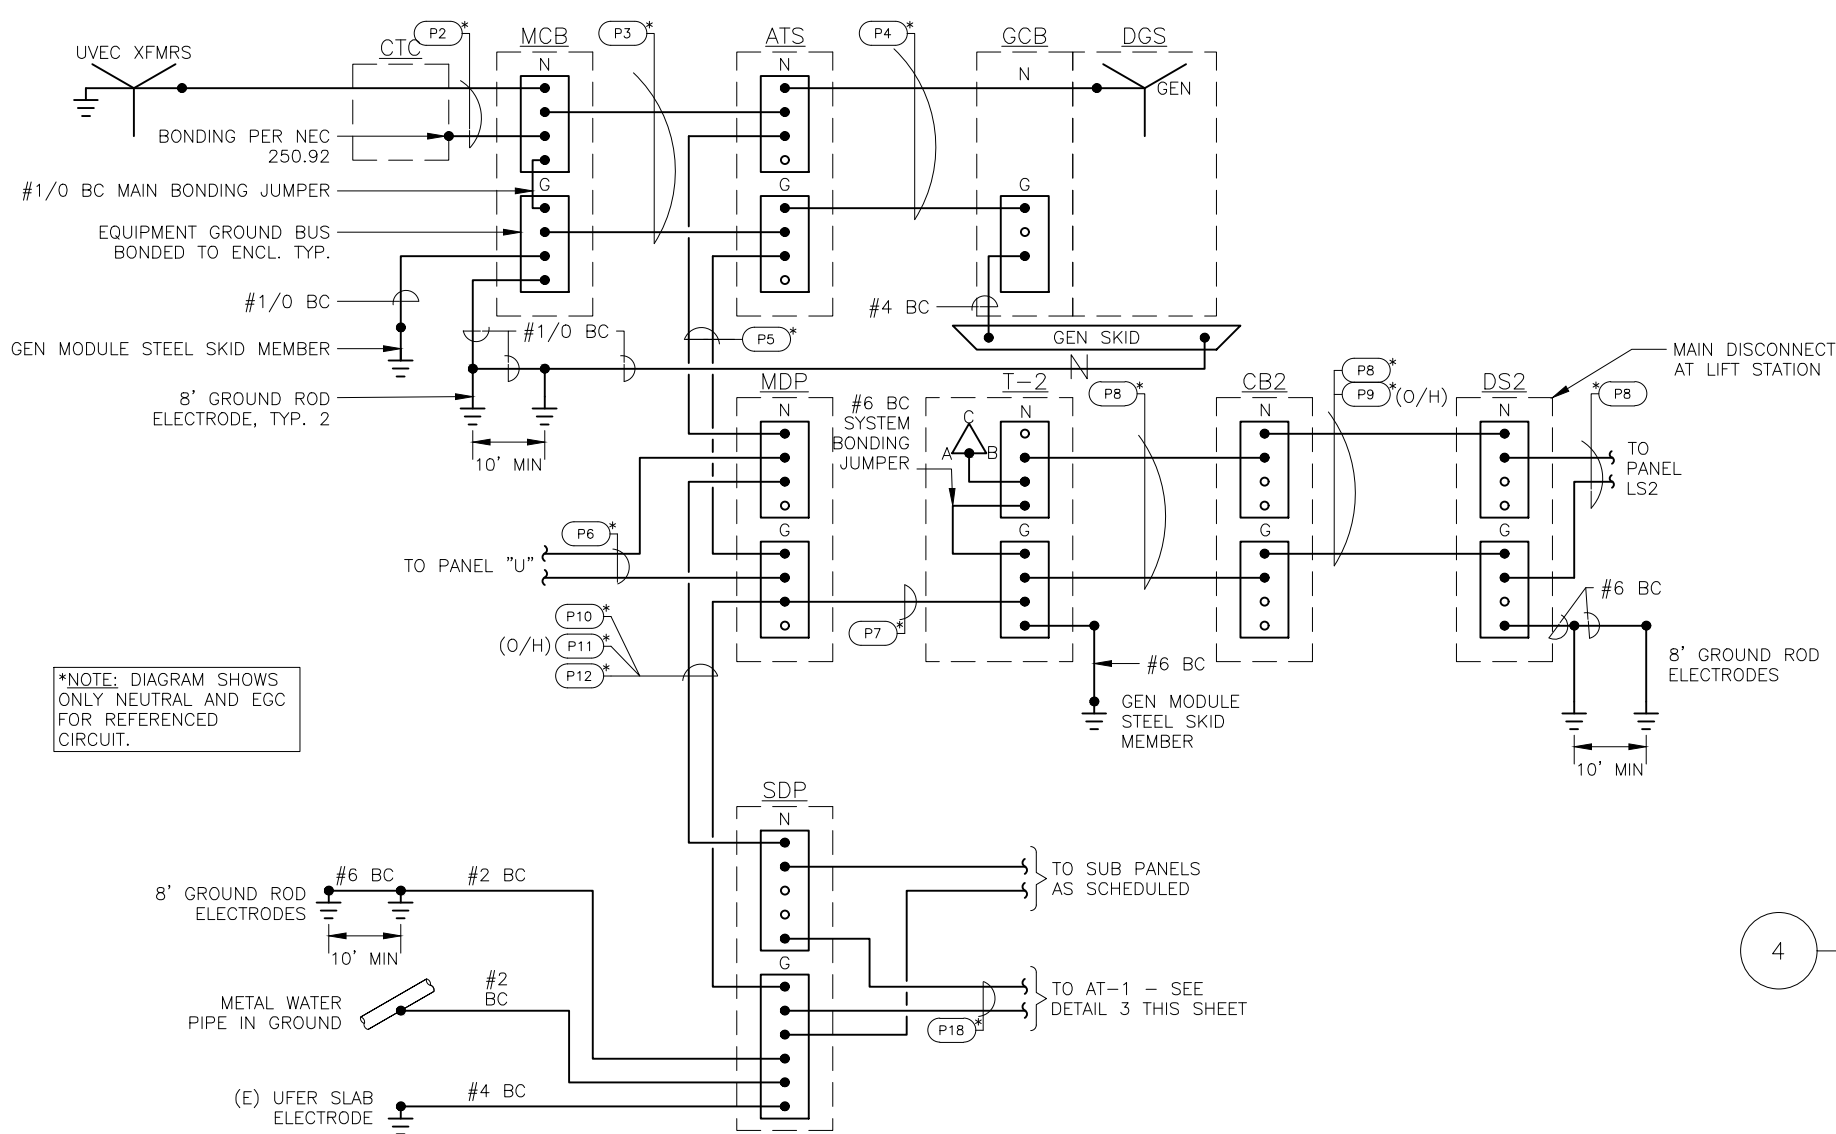 UVEC XFMRS
CTC
P2*
MCB
P3*
ATS
P4*
GCB
DGS
N
N
N
GEN
BONDING PER NEC
250.92
#1/0 BC MAIN BONDING JUMPER
G
G
G
EQUIPMENT GROUND BUS
BONDED TO ENCL. TYP.
#1/0 BC
#1/0 BC
#4 BC
GEN MODULE STEEL SKID MEMBER
P5*
GEN SKID
8' GROUND ROD
ELECTRODE, TYP. 2
10' MIN
MDP
#6 BC
SYSTEM
BONDING
JUMPER
T-2
P8*
CB2
P8*
P9*(O/H)
DS2
*P8
MAIN DISCONNECT
AT LIFT STATION
N
C
A
B
N
N
N
TO
PANEL
LS2
G
G
G
G
P6*
TO PANEL "U"
P10*
(O/H) P11*
P12*
P7*
#6 BC
#6 BC
GEN MODULE
STEEL SKID
MEMBER
8' GROUND ROD
ELECTRODES
10' MIN
*NOTE: DIAGRAM SHOWS
ONLY NEUTRAL AND EGC
FOR REFERENCED
CIRCUIT.
SDP
N
#6 BC
#2 BC
8' GROUND ROD
ELECTRODES
10' MIN
TO SUB PANELS
AS SCHEDULED
G
#2
BC
METAL WATER
PIPE IN GROUND
TO AT-1 - SEE
DETAIL 3 THIS SHEET
P18*
#4 BC
(E) UFER SLAB
ELECTRODE
4